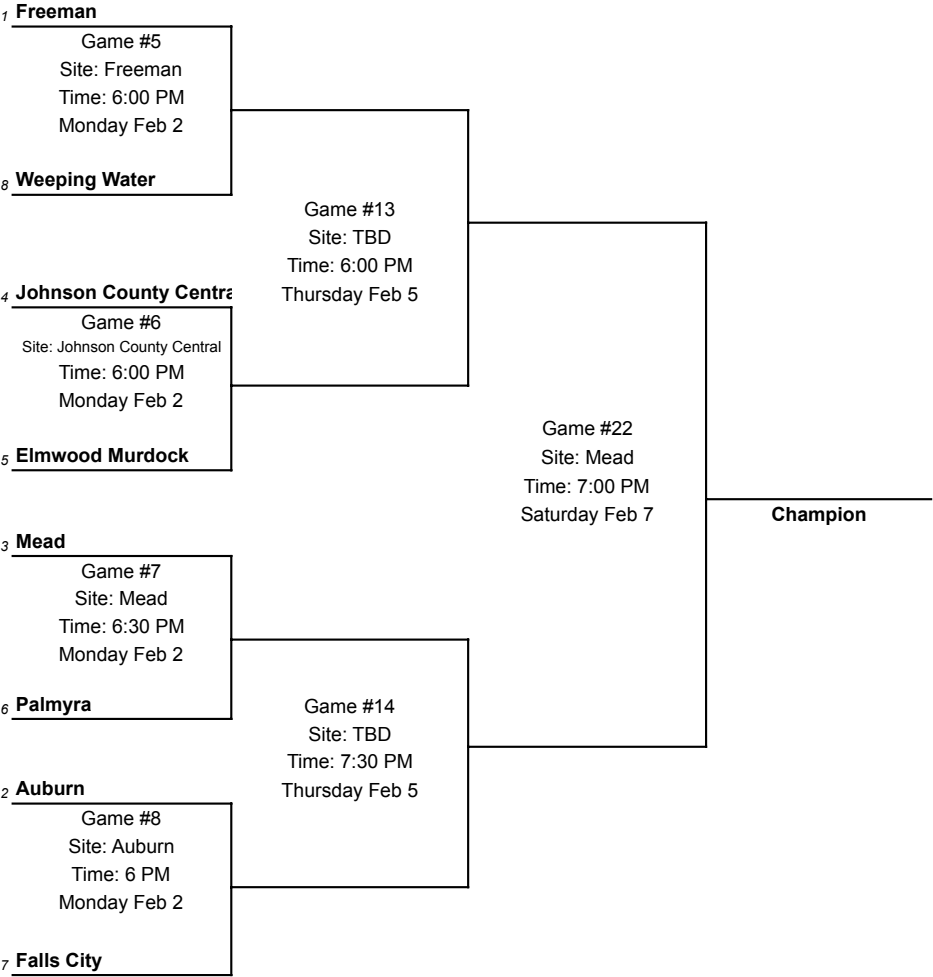 1 Freeman
Game #5
Site: Freeman
Time: 6:00 PM
Monday Feb 2
8 Weeping Water
Game #13
Site: TBD
Time: 6:00 PM
Thursday Feb 5
4 Johnson County Centra
Game #6
Site: Johnson County Central
Time: 6:00 PM
Monday Feb 2
5 Elmwood Murdock
Game #22
Site: Mead
Time: 7:00 PM
Saturday Feb 7
Champion
3 Mead
Game #7
Site: Mead
Time: 6:30 PM
Monday Feb 2
6 Palmyra
Game #14
Site: TBD
Time: 7:30 PM
Thursday Feb 5
2 Auburn
Game #8
Site: Auburn
Time: 6 PM
Monday Feb 2
7 Falls City